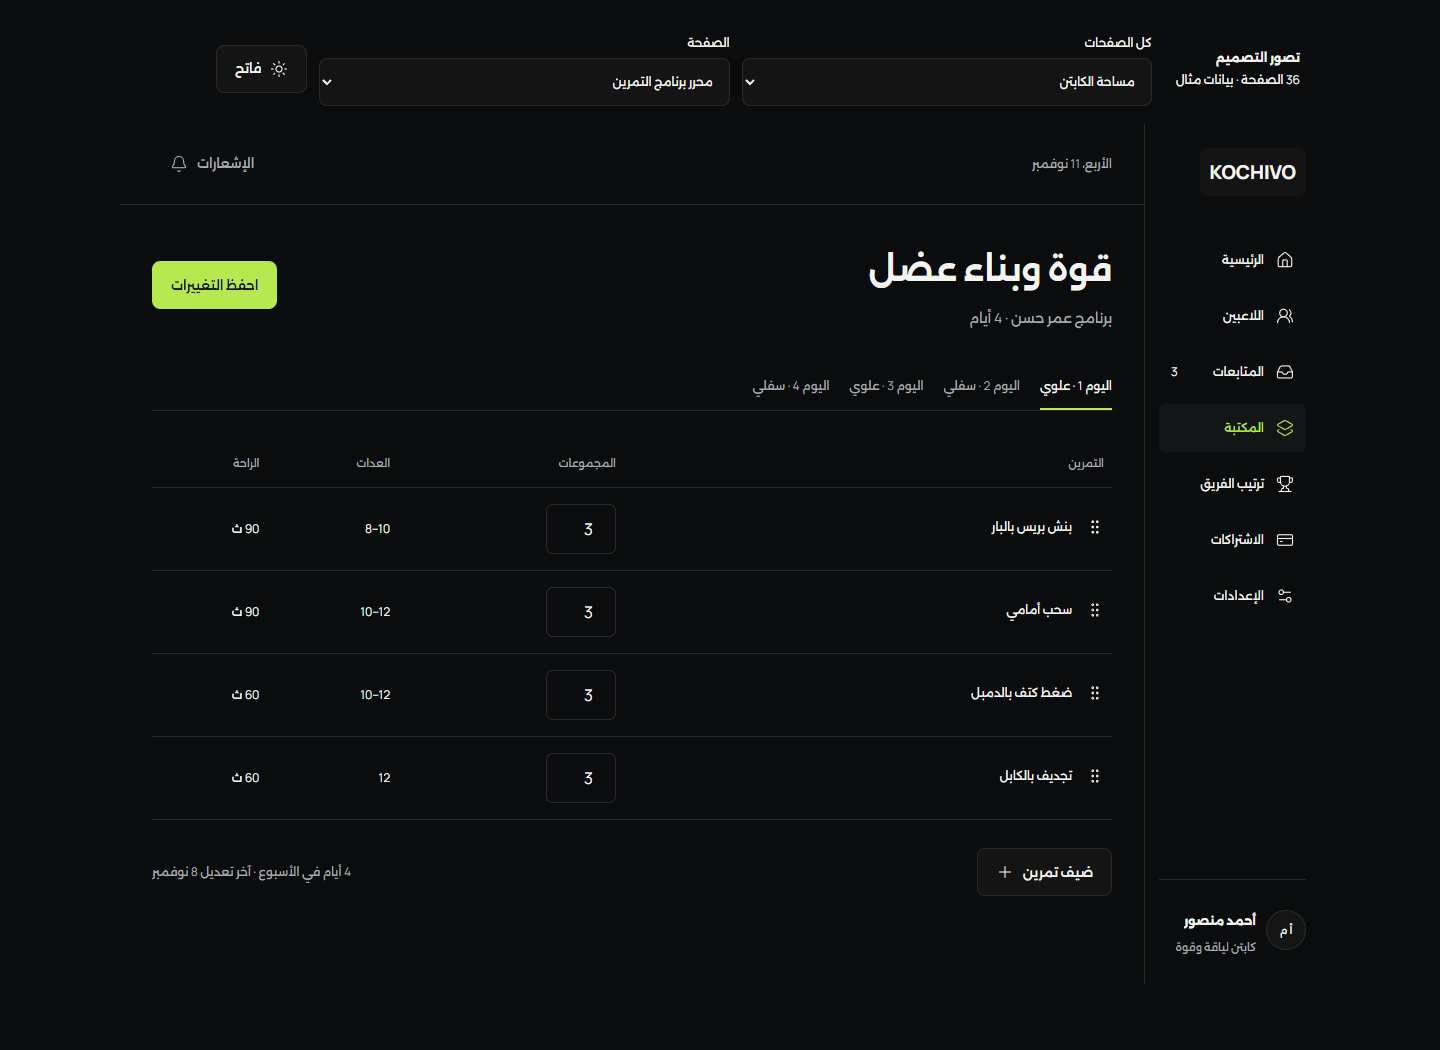 تصور التصميم
36 الصفحة · بيانات مثال
كل الصفحات
مساحة الكابتن
الصفحة
محرر برنامج التمرين
فاتح
KOCHIVO
الرئيسية
اللاعبين
المتابعات 3
المكتبة
ترتيب الفريق
الاشتراكات
الإعدادات
أ م
أحمد منصور
كابتن لياقة وقوة
الأربع، 11 نوفمبر
الإشعارات
قوة وبناء عضل
برنامج عمر حسن · 4 أيام
احفظ التغييرات
اليوم 1 · علوي اليوم 2 · سفلي اليوم 3 · علوي اليوم 4 · سفلي
التمرين المجموعات العدات الراحة
بنش بريس بالبار 3 8–10 90 ث
سحب أمامي 3 10–12 90 ث
ضغط كتف بالدمبل 3 10–12 60 ث
تجديف بالكابل 3 12 60 ث
ضيف تمرين
4 أيام في الأسبوع · آخر تعديل 8 نوفمبر